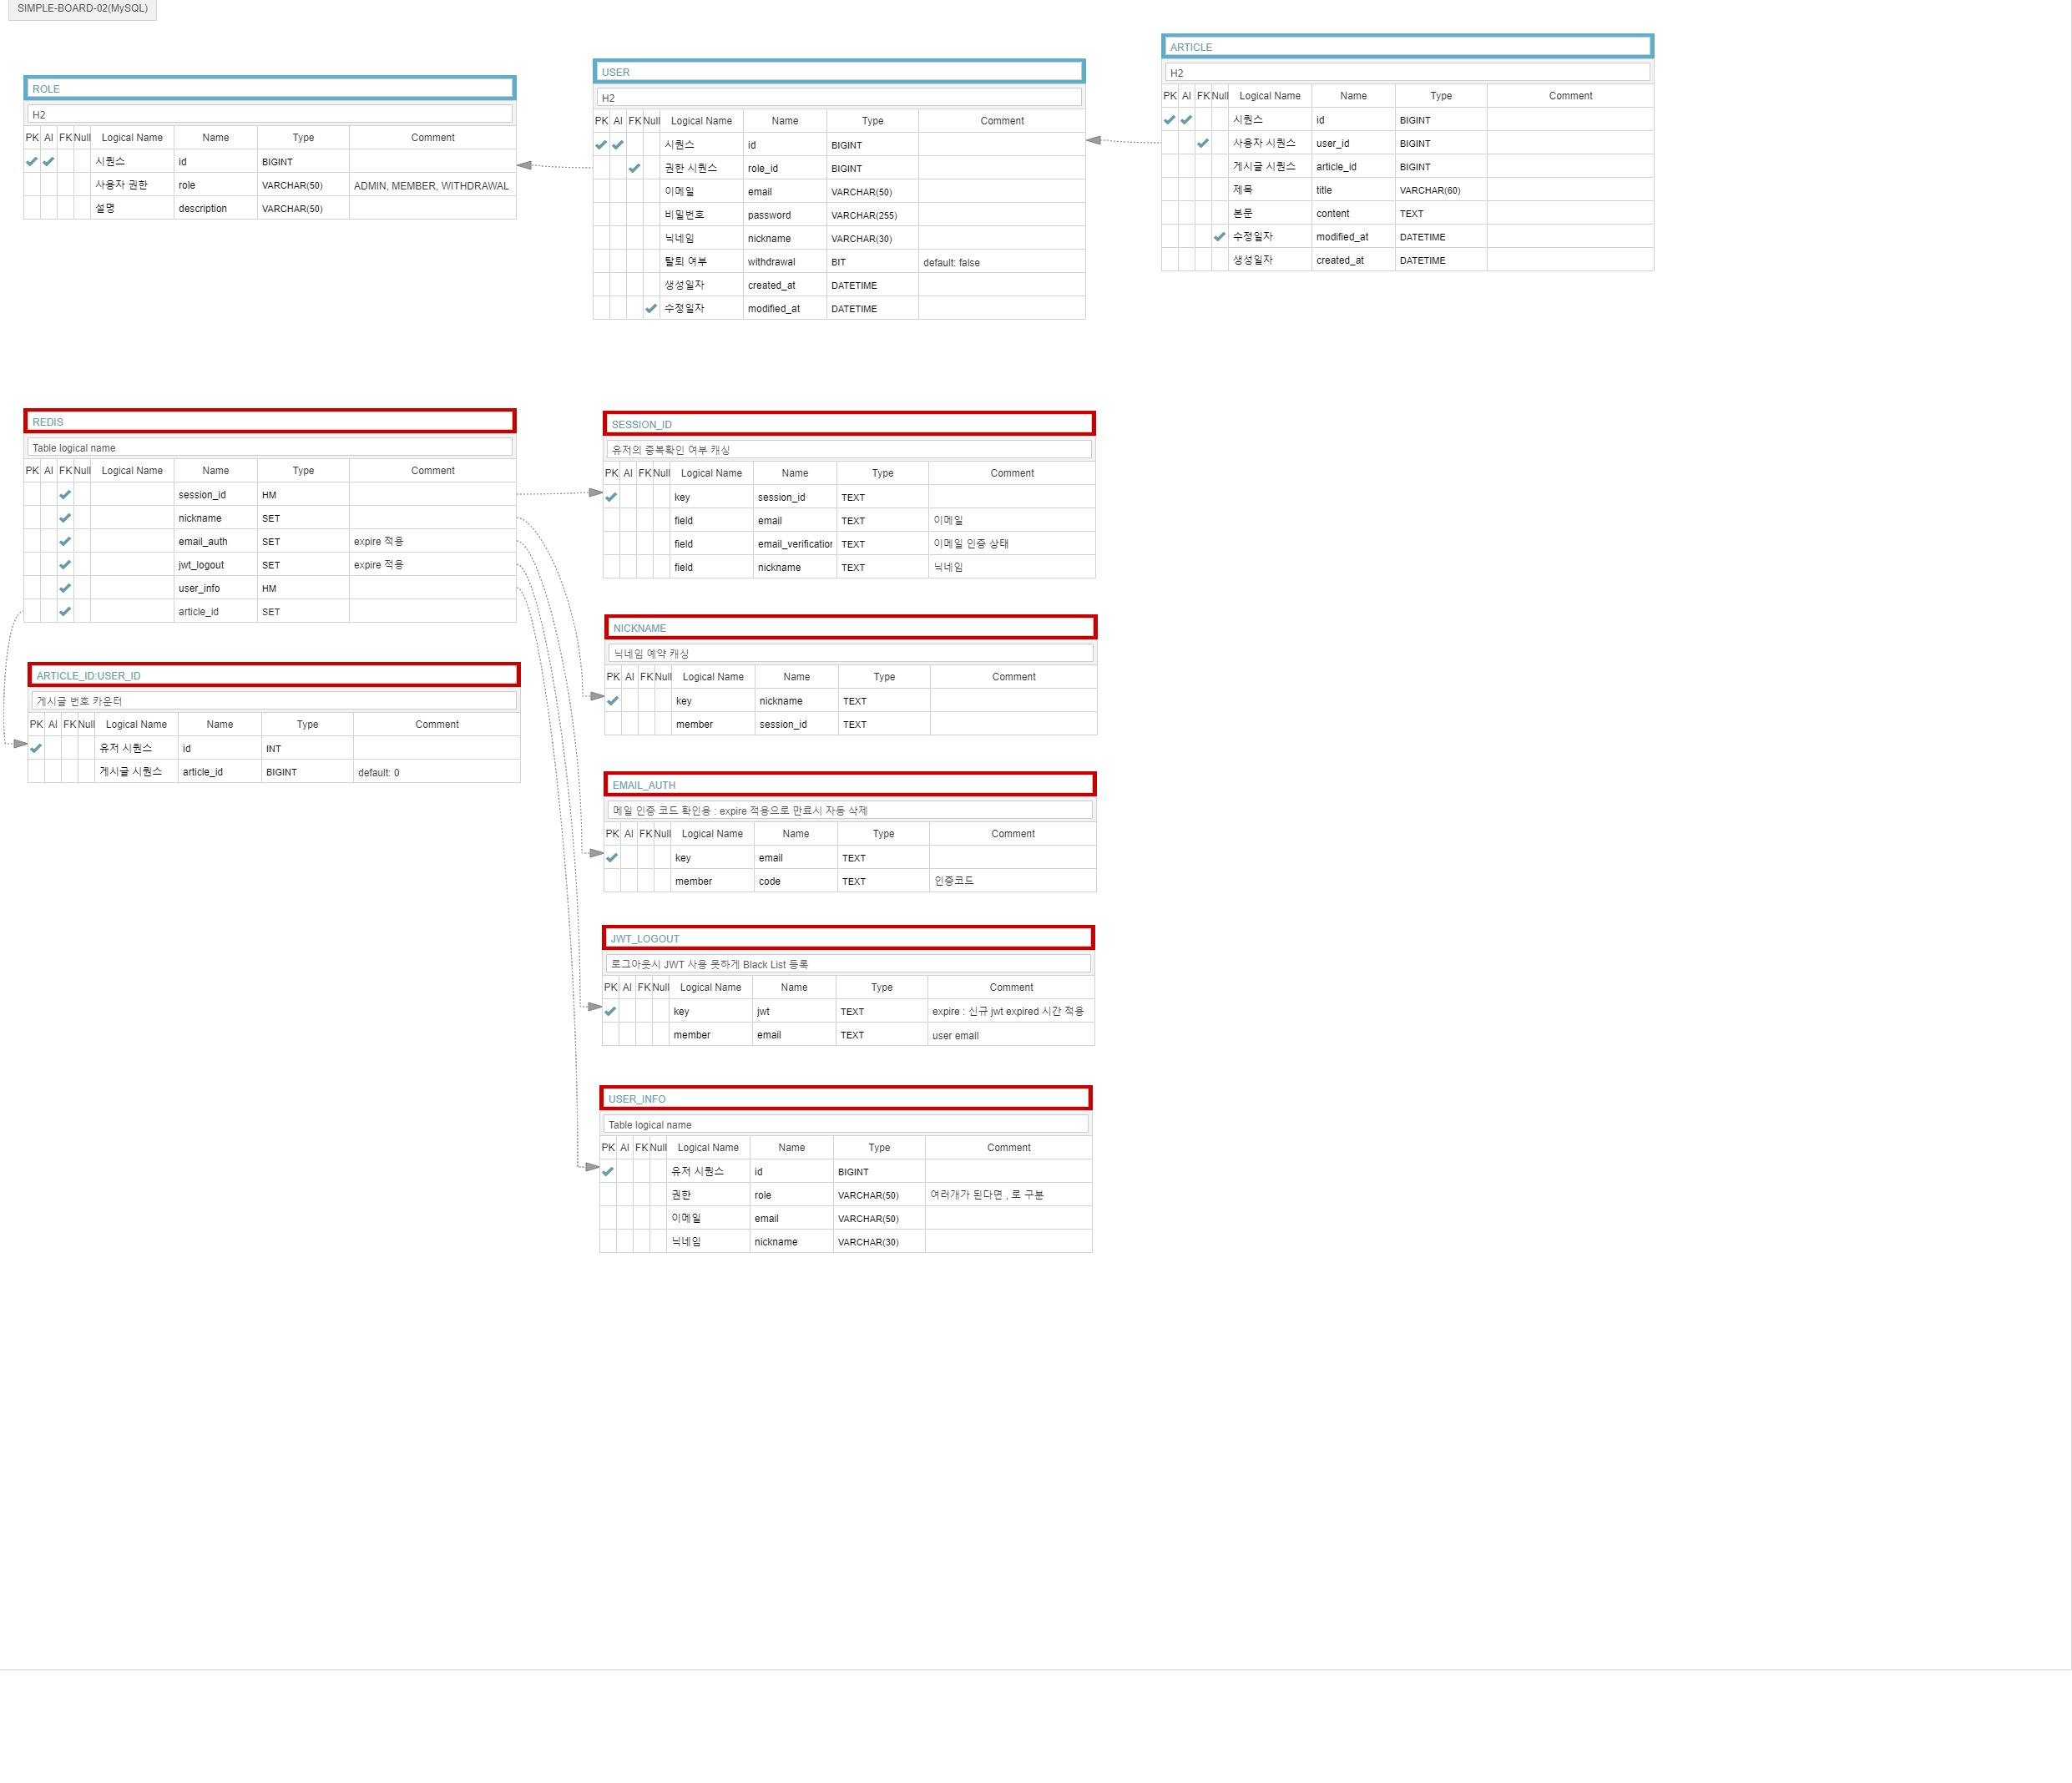 SIMPLE-BOARD-02(MySQL)
ROLE
H2
PK AI FK Null Logical Name Name Type Comment
시퀀스 id BIGINT
사용자 권한 role VARCHAR(50) ADMIN, MEMBER, WITHDRAWAL
설명 description VARCHAR(50)
USER
H2
PK AI FK Null Logical Name Name Type Comment
시퀀스 id BIGINT
권한 시퀀스 role_id BIGINT
이메일 email VARCHAR(50)
비밀번호 password VARCHAR(255)
닉네임 nickname VARCHAR(30)
탈퇴 여부 withdrawal BIT default: false
생성일자 created_at DATETIME
수정일자 modified_at DATETIME
ARTICLE
H2
PK AI FK Null Logical Name Name Type Comment
시퀀스 id BIGINT
사용자 시퀀스 user_id BIGINT
게시글 시퀀스 article_id BIGINT
제목 title VARCHAR(60)
본문 content TEXT
수정일자 modified_at DATETIME
생성일자 created_at DATETIME
REDIS
Table logical name
PK AI FK Null Logical Name Name Type Comment
session_id HM
nickname SET
email_auth SET expire 적용
jwt_logout SET expire 적용
user_info HM
article_id SET
ARTICLE_ID:USER_ID
게시글 번호 카운터
PK AI FK Null Logical Name Name Type Comment
유저 시퀀스 id INT
게시글 시퀀스 article_id BIGINT default: 0
SESSION_ID
유저의 중복확인 여부 캐싱
PK AI FK Null Logical Name Name Type Comment
key session_id TEXT
field email TEXT 이메일
field email_verification TEXT 이메일 인증 상태
field nickname TEXT 닉네임
NICKNAME
닉네임 예약 캐싱
PK AI FK Null Logical Name Name Type Comment
key nickname TEXT
member session_id TEXT
EMAIL_AUTH
메일 인증 코드 확인용 : expire 적용으로 만료시 자동 삭제
PK AI FK Null Logical Name Name Type Comment
key email TEXT
member code TEXT 인증코드
JWT_LOGOUT
로그아웃시 JWT 사용 못하게 Black List 등록
PK AI FK Null Logical Name Name Type Comment
key jwt TEXT expire : 신규 jwt expired 시간 적용
member email TEXT user email
USER_INFO
Table logical name
PK AI FK Null Logical Name Name Type Comment
유저 시퀀스 id BIGINT
권한 role VARCHAR(50) 여러개가 된다면 , 로 구분
이메일 email VARCHAR(50)
닉네임 nickname VARCHAR(30)